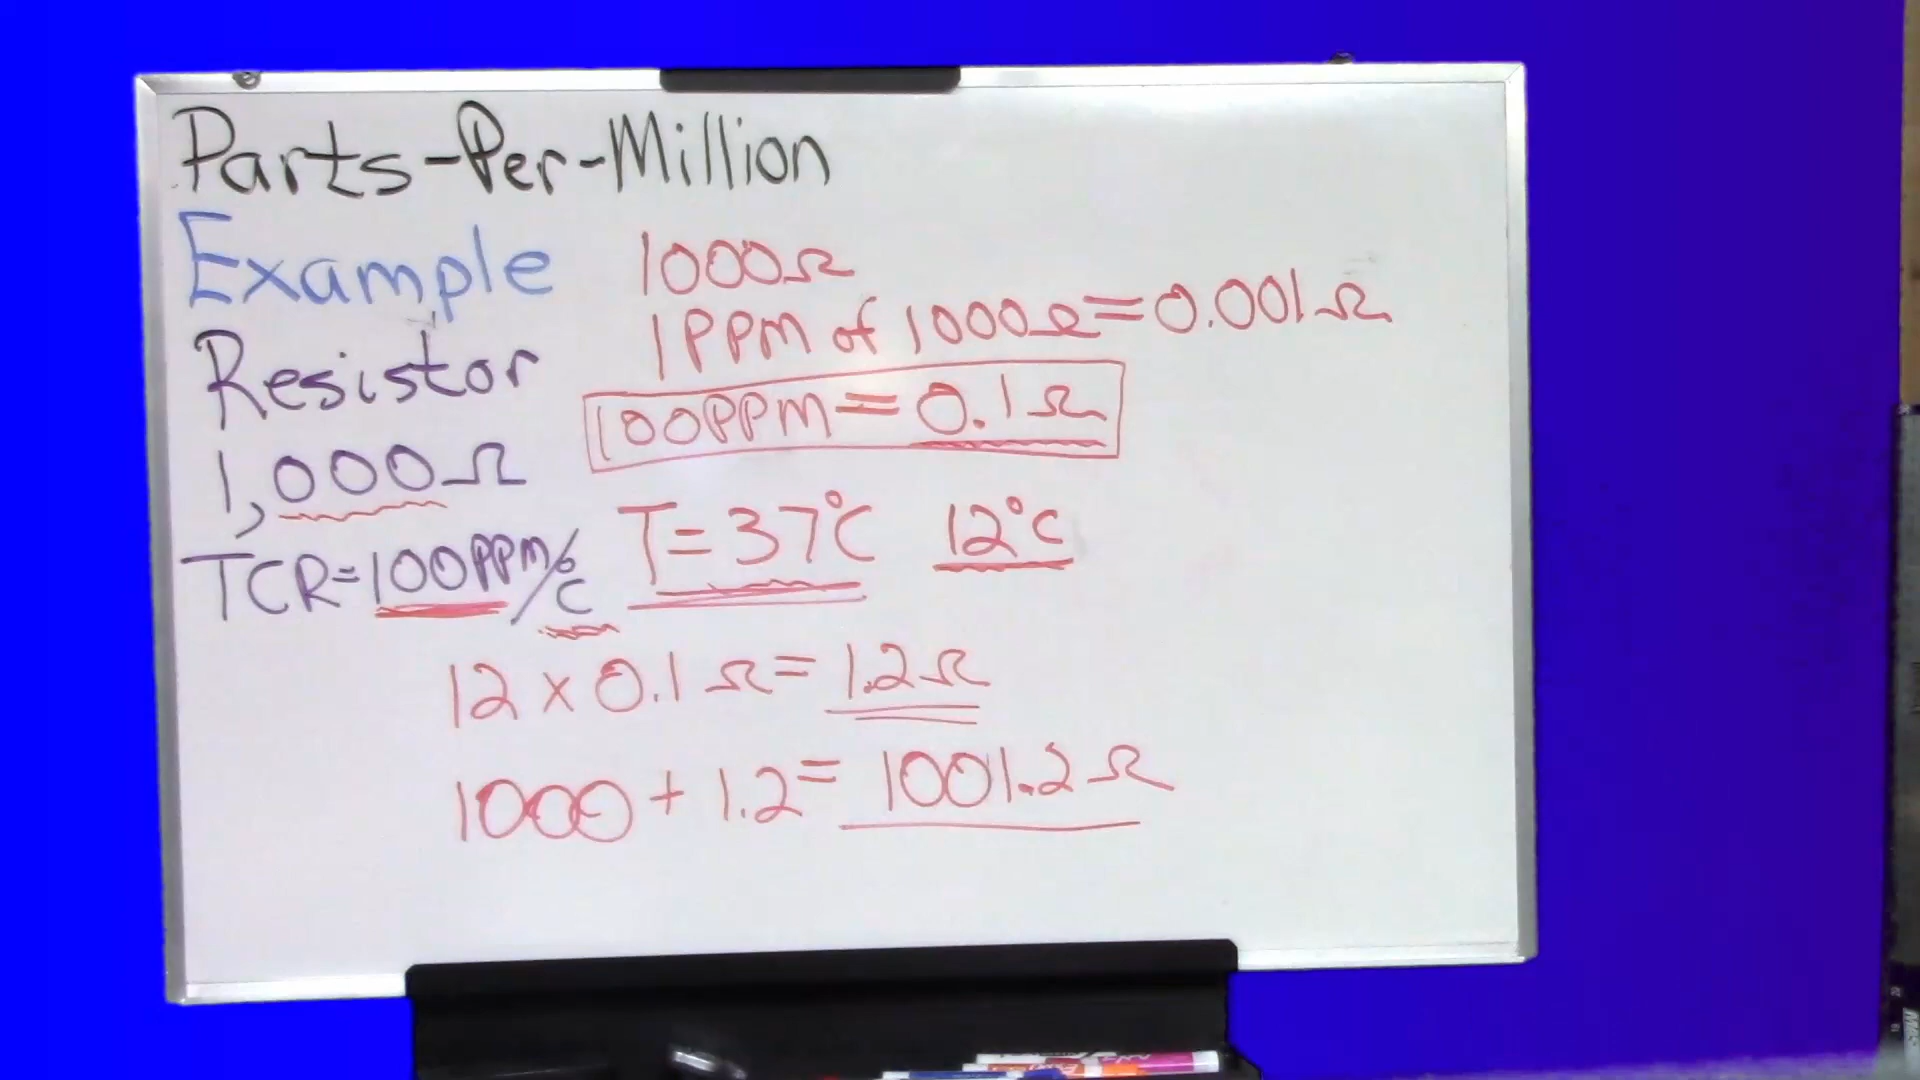 Parts-Per-Million
Example
Resistor
1,000Ω
TCR=100PPM/°C
1000Ω
1PPM of 1000Ω=0.001Ω
100PPM=0.1Ω
T=37°C 12°C
12 x 0.1Ω=1.2Ω
1000 + 1.2= 1001.2Ω